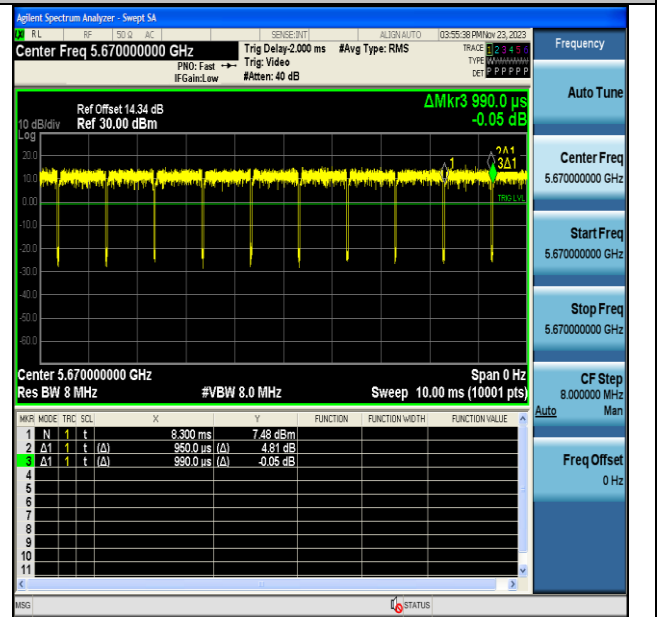 Agilent Spectrum Analyzer - Swept SA
RL RF 50 Ω AC SENSE:INT ALIGN AUTO 03:55:38 PM Nov 23, 2023
Center Freq 5.670000000 GHz
PNO: Fast
IFGain:Low
Trig Delay-2.000 ms
Trig: Video
#Atten: 40 dB
#Avg Type: RMS
TRACE 1 2 3 4 5 6
TYPE
DET P P P P P P
Ref Offset 14.34 dB
Ref 30.00 dBm
10 dB/div
Log
ΔMkr3 990.0 µs
-0.05 dB
20.0
10.0
0.00
-10.0
-20.0
-30.0
-40.0
-50.0
-60.0
1
2Δ1
3Δ1
TRIG LVL
Center 5.670000000 GHz
Span 0 Hz
Res BW 8 MHz
#VBW 8.0 MHz
Sweep 10.00 ms (10001 pts)
MKR MODE TRC SCL X Y FUNCTION FUNCTION WIDTH FUNCTION VALUE
1 N 1 t 8.300 ms 7.48 dBm
2 Δ1 1 t (Δ) 950.0 µs (Δ) 4.81 dB
3 Δ1 1 t (Δ) 990.0 µs (Δ) -0.05 dB
4
5
6
7
8
9
10
11
MSG
STATUS
Frequency
Auto Tune
Center Freq
5.670000000 GHz
Start Freq
5.670000000 GHz
Stop Freq
5.670000000 GHz
CF Step
8.000000 MHz
Auto Man
Freq Offset
0 Hz